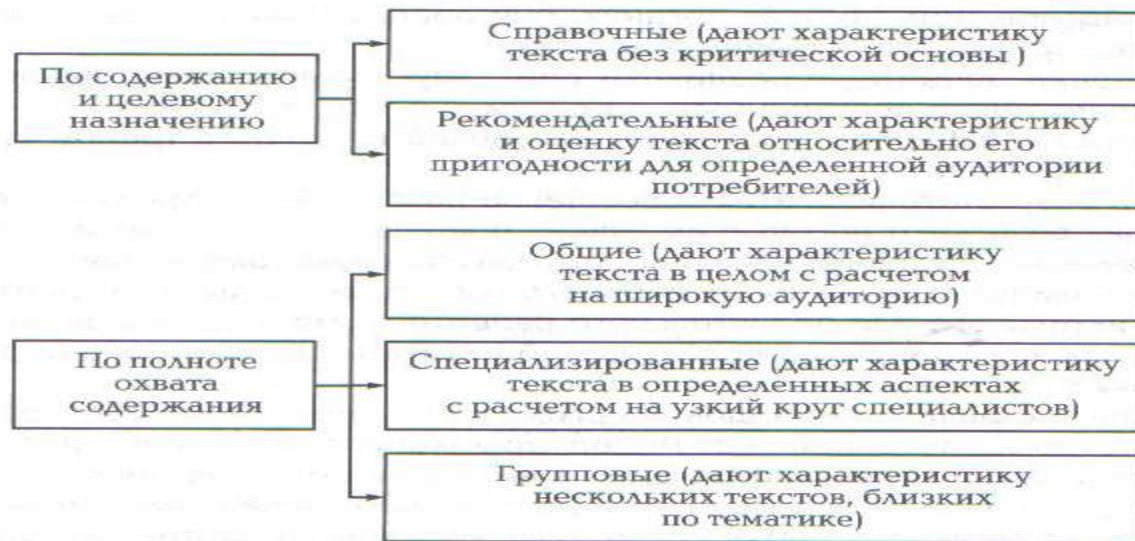 По содержанию
и целевому
назначению
Справочные (дают характеристику
текста без критической основы )
Рекомендательные (дают характеристику
и оценку текста относительно его
пригодности для определенной аудитории
потребителей)
По полноте
охвата
содержания
Общие (дают характеристику
текста в целом с расчетом
на широкую аудиторию)
Специализированные (дают характеристику
текста в определенных аспектах
с расчетом на узкий круг специалистов)
Групповые (дают характеристику
нескольких текстов, близких
по тематике)